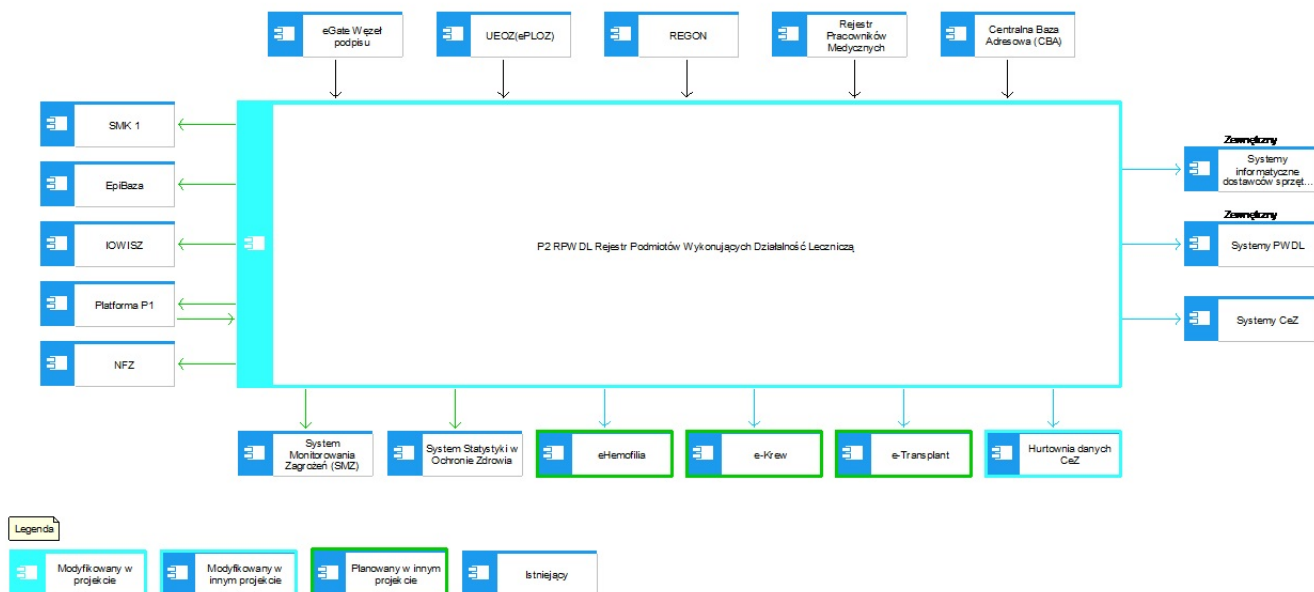 eGate Węzeł
podpisu
UEOZ(ePLOZ)
REGON
Rejestr
Pracowników
Medycznych
Centralna Baza
Adresowa (CBA)
SMK 1
EpiBaza
IOWISZ
Platforma P1
NFZ
P2 RPWDL Rejestr Podmiotów Wykonujących Działalność Leczniczą
Zewnętrzny
Systemy
informatyczne
dostawców sprzęt...
Zewnętrzny
Systemy PWDL
Systemy CeZ
System
Monitorowania
Zagrożeń (SMZ)
System Statystyki w
Ochronie Zdrowia
eHemofilia
e-Krew
e-Transplant
Hurtownia danych
CeZ
Legenda
Modyfikowany w
projekcie
Modyfikowany w
innym projekcie
Planowany w innym
projekcie
Istniejący